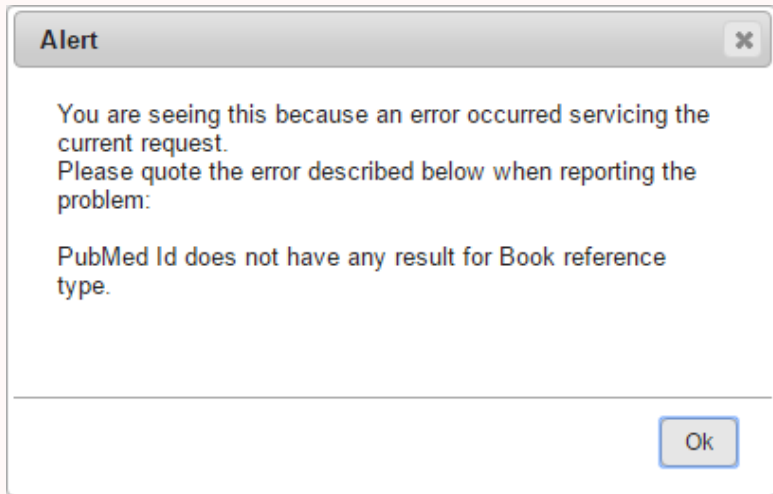 Alert
You are seeing this because an error occurred servicing the
current request.
Please quote the error described below when reporting the
problem:
PubMed Id does not have any result for Book reference
type.
Ok